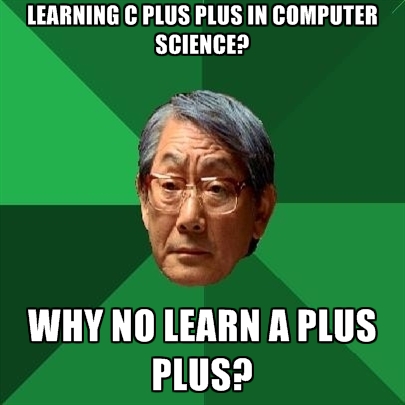 LEARNING C PLUS PLUS IN COMPUTER
SCIENCE?
WHY NO LEARN A PLUS
PLUS?